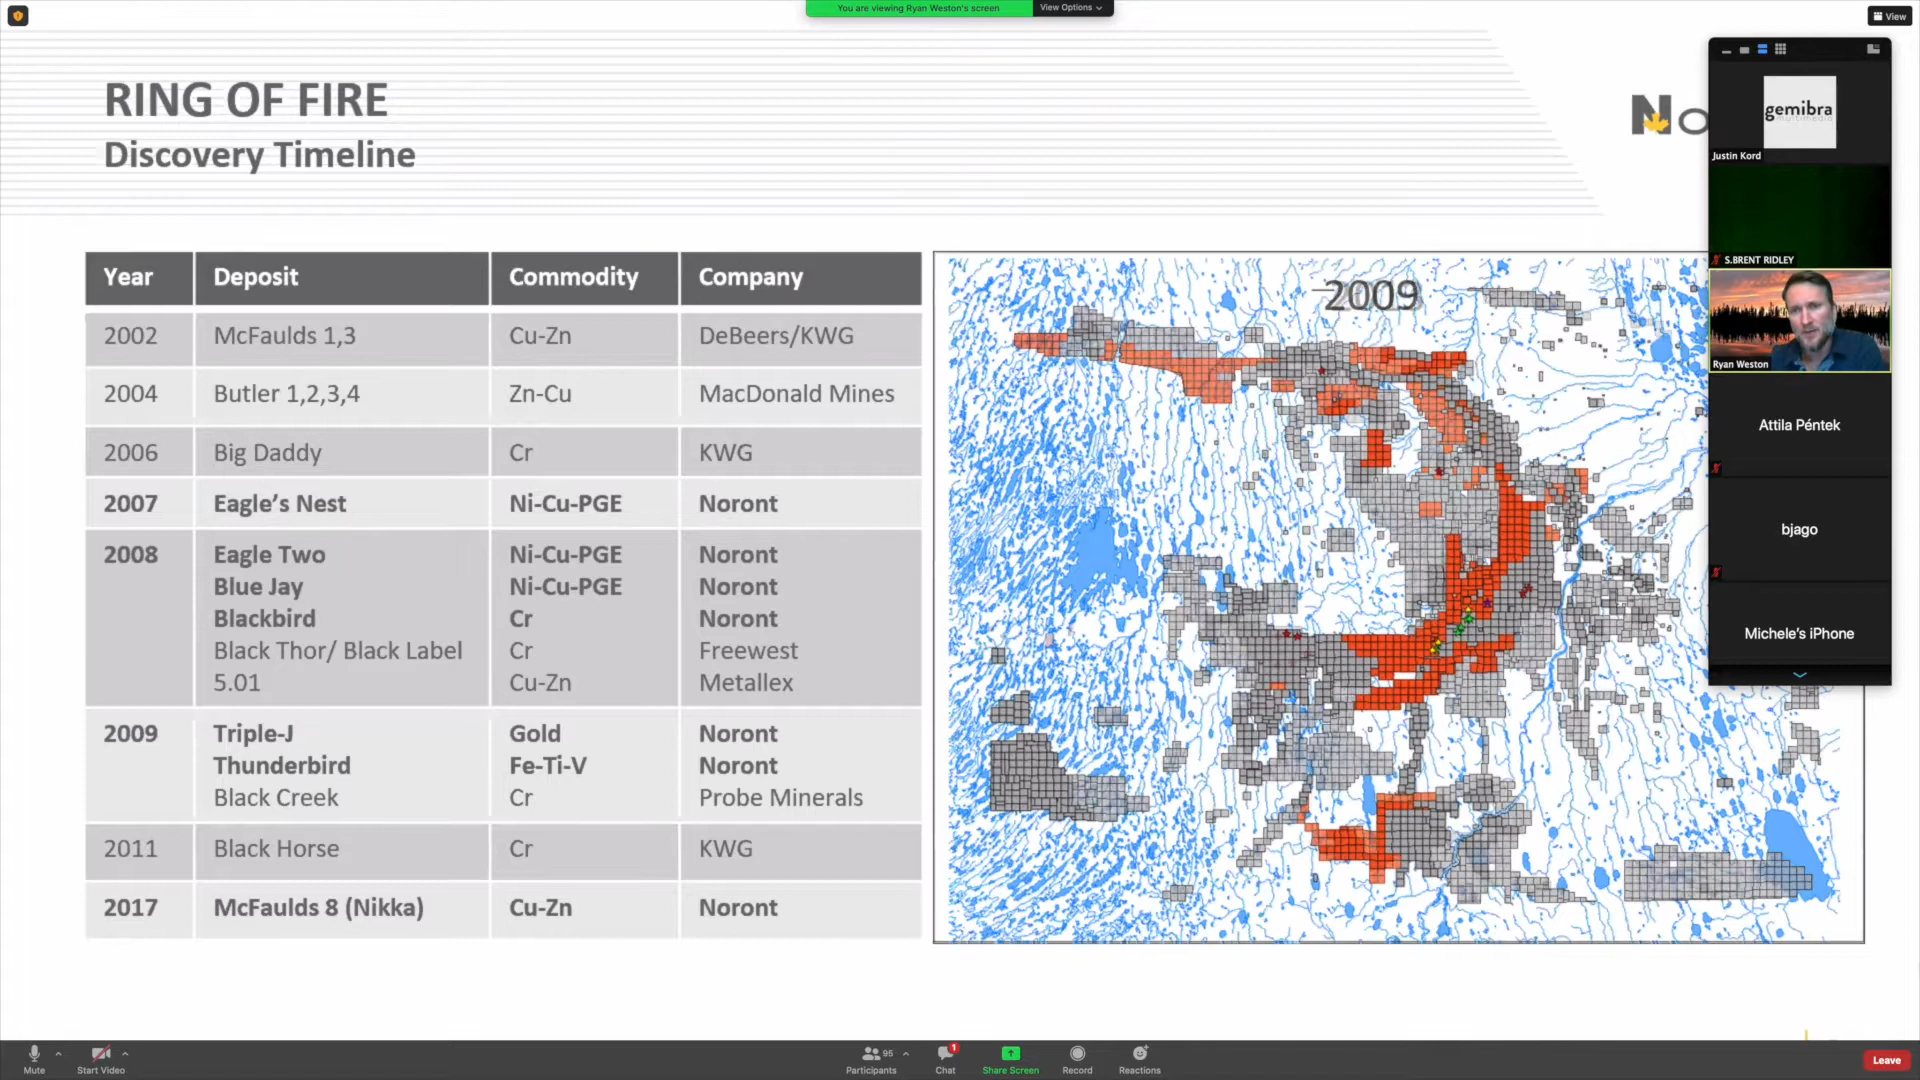 You are viewing Ryan Weston's screen
View Options
View
RING OF FIRE
Discovery Timeline
No
Year Deposit Commodity Company
2002 McFaulds 1,3 Cu-Zn DeBeers/KWG
2004 Butler 1,2,3,4 Zn-Cu MacDonald Mines
2006 Big Daddy Cr KWG
2007 Eagle's Nest Ni-Cu-PGE Noront
2008 Eagle Two Ni-Cu-PGE Noront
Blue Jay Ni-Cu-PGE Noront
Blackbird Cr Noront
Black Thor/ Black Label Cr Freewest
5.01 Cu-Zn Metallex
2009 Triple-J Gold Noront
Thunderbird Fe-Ti-V Noront
Black Creek Cr Probe Minerals
2011 Black Horse Cr KWG
2017 McFaulds 8 (Nikka) Cu-Zn Noront
2009
gemibra
multimedia
Justin Kord
S.BRENT RIDLEY
Ryan Weston
Attila Péntek
bjago
Michele's iPhone
Mute
Start Video
95
Participants
1
Chat
Share Screen
Record
Reactions
Leave